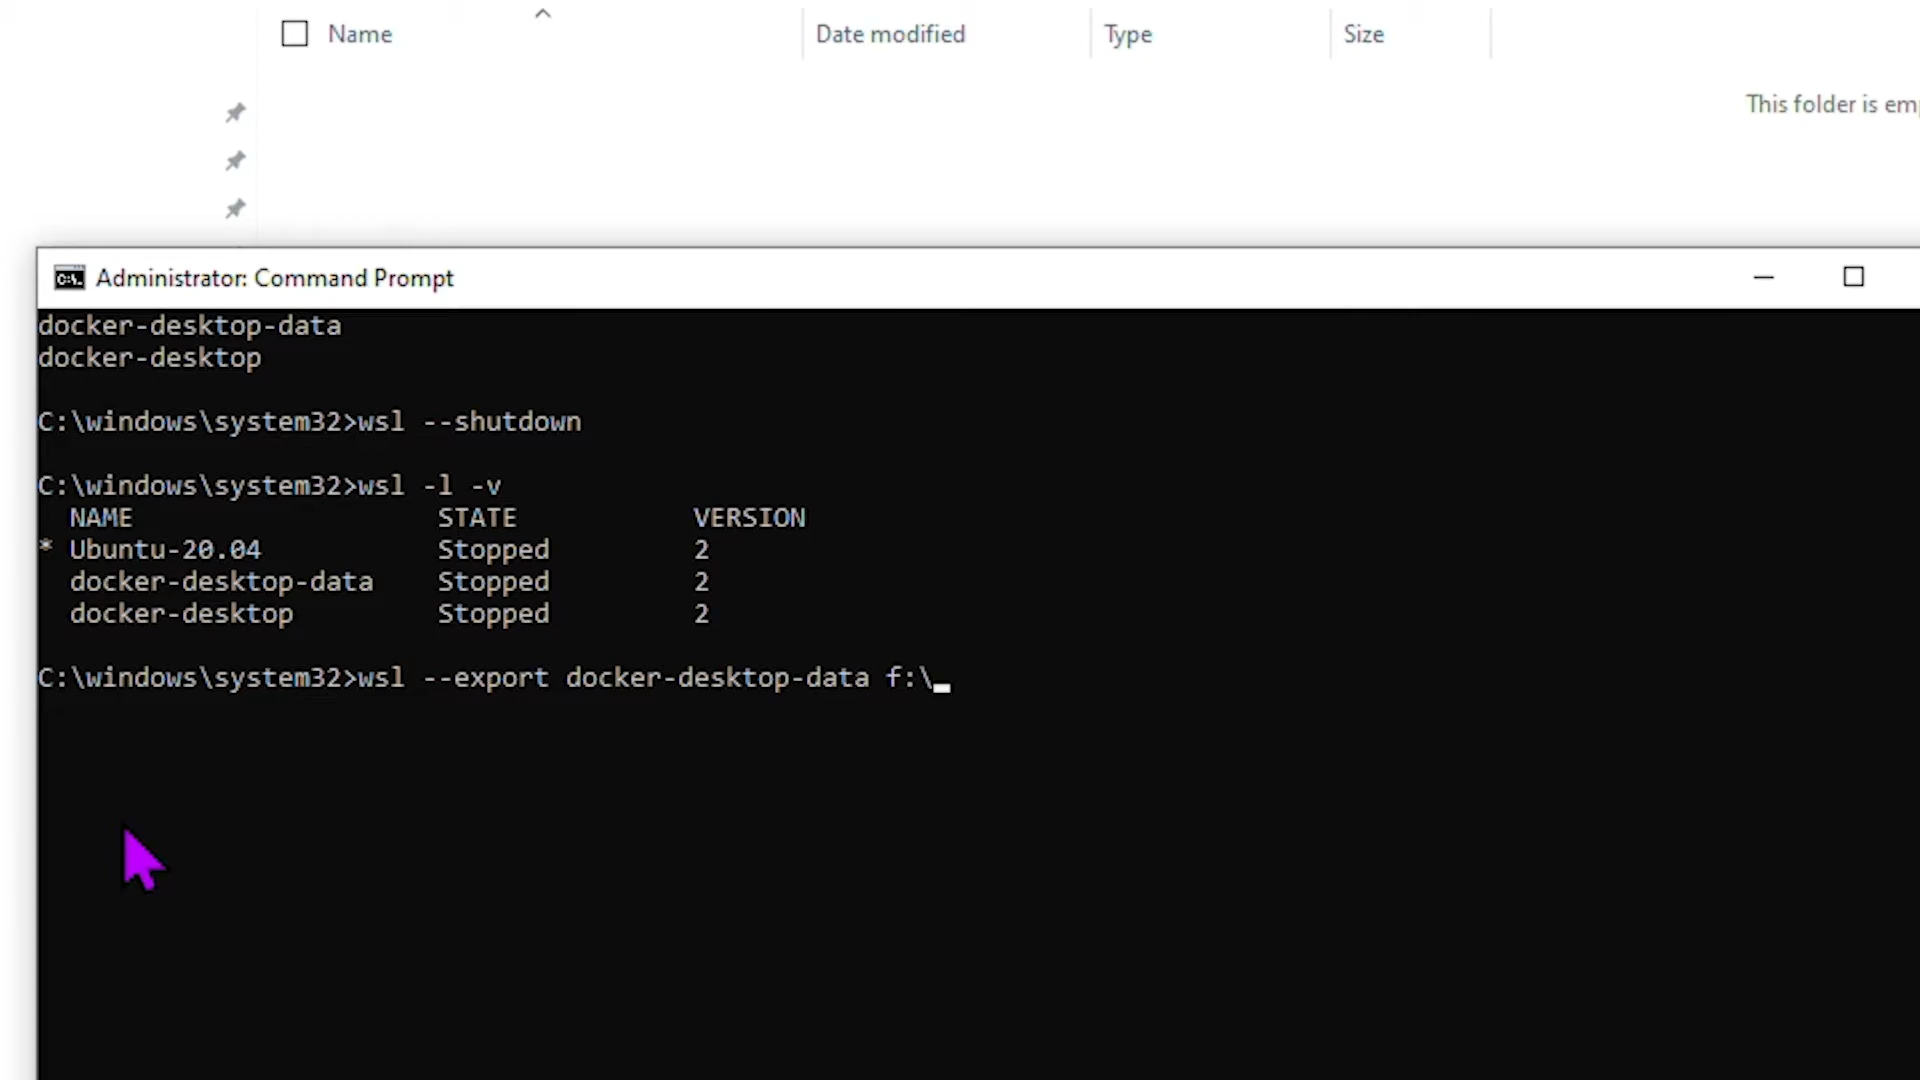 Name Date modified Type Size
This folder is
Administrator: Command Prompt
docker-desktop-data
docker-desktop
C:\windows\system32>wsl --shutdown
C:\windows\system32>wsl -l -v
NAME STATE VERSION
* Ubuntu-20.04 Stopped 2
docker-desktop-data Stopped 2
docker-desktop Stopped 2
C:\windows\system32>wsl --export docker-desktop-data f:\